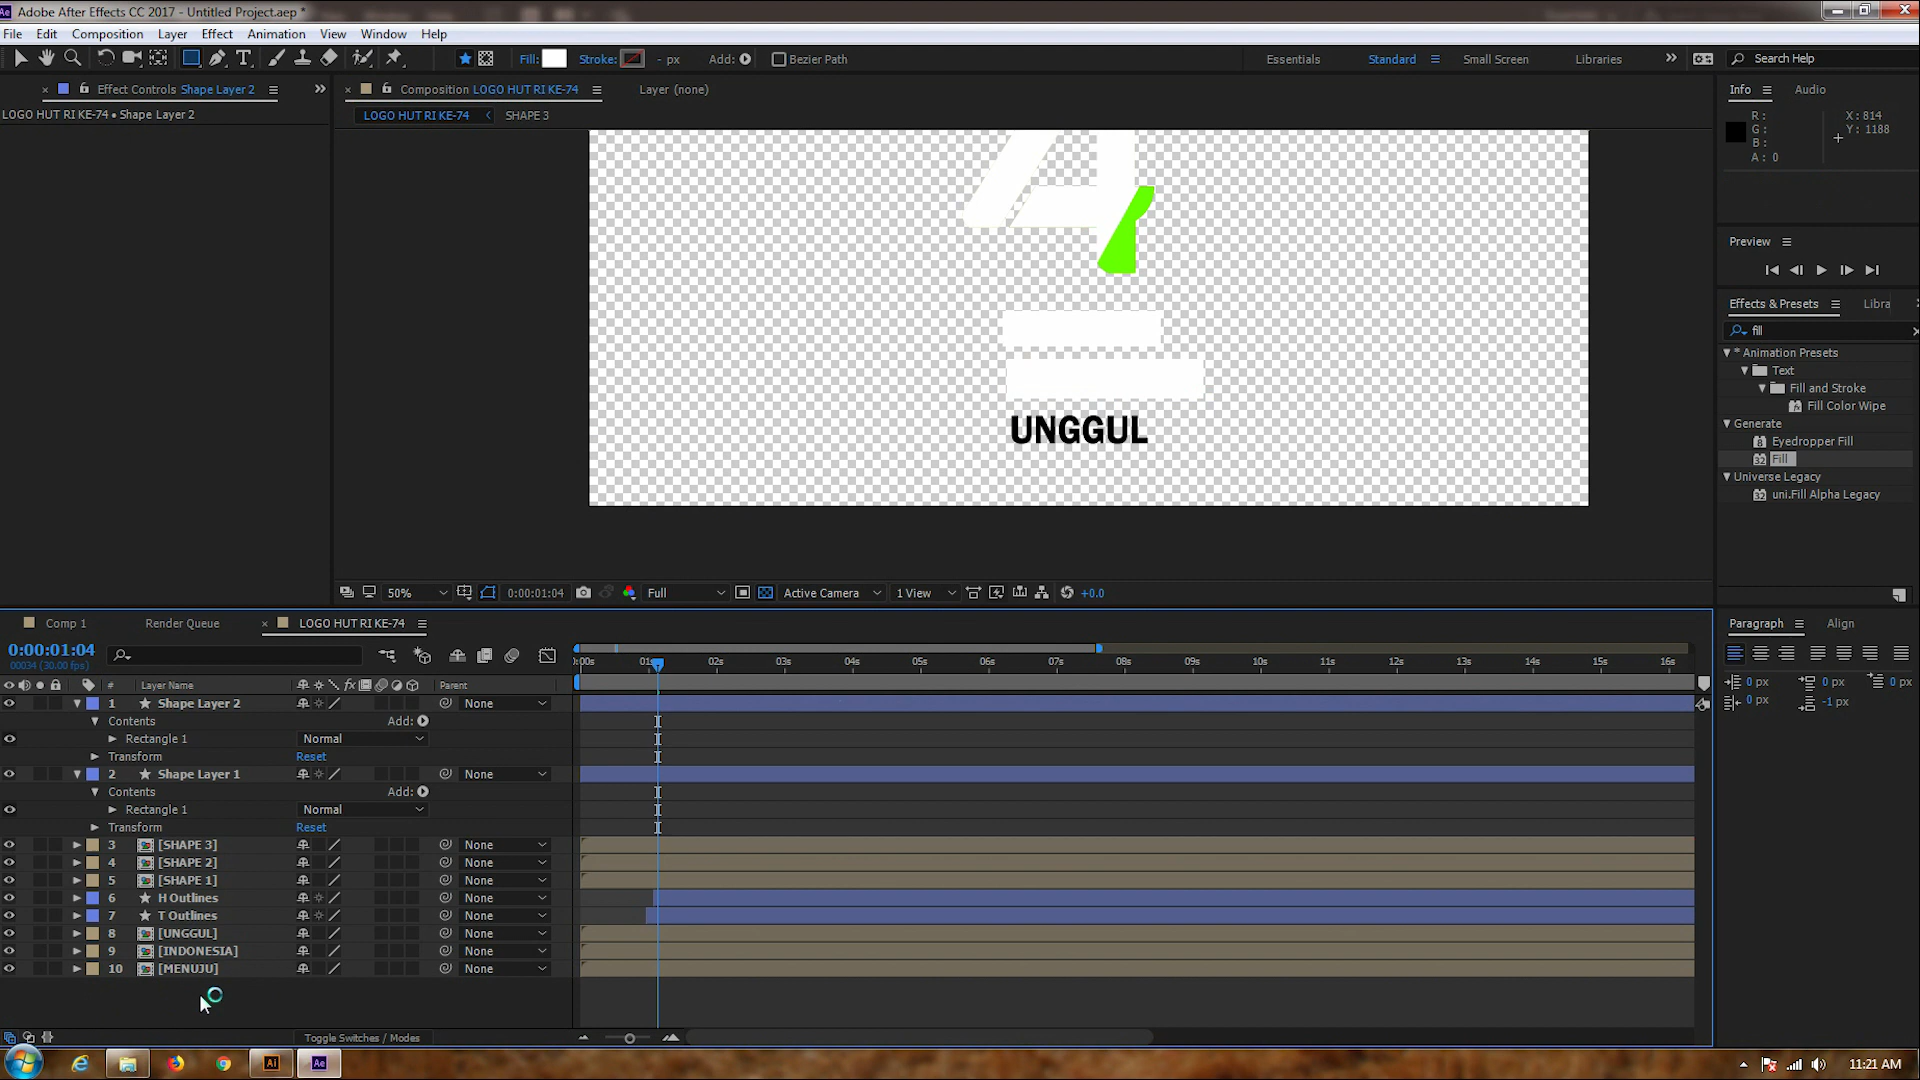 Adobe After Effects CC 2017 - Untitled Project.aep *
File Edit Composition Layer Effect Animation View Window Help
Fill: Stroke: - px Add: Bezier Path Essentials Standard Small Screen Libraries Search Help
Effect Controls Shape Layer 2
LOGO HUT RI KE-74 • Shape Layer 2
Composition LOGO HUT RI KE-74 Layer (none)
LOGO HUT RI KE-74 SHAPE 3
UNGGUL
50% 0:00:01:04 Full Active Camera 1 View +0.0
Info Audio
R: X: 814
G: Y: 1188
B:
A: 0
Preview
Effects & Presets Libra
fill
* Animation Presets
Text
Fill and Stroke
Fill Color Wipe
Generate
Eyedropper Fill
Fill
Universe Legacy
uni.Fill Alpha Legacy
Comp 1 Render Queue LOGO HUT RI KE-74
0:00:01:04
00034 (30.00 fps)
:00s 01s 02s 03s 04s 05s 06s 07s 08s 09s 10s 11s 12s 13s 14s 15s 16s
# Layer Name Parent
1 Shape Layer 2 None
Contents Add:
Rectangle 1 Normal
Transform Reset
2 Shape Layer 1 None
Contents Add:
Rectangle 1 Normal
Transform Reset
3 [SHAPE 3] None
4 [SHAPE 2] None
5 [SHAPE 1] None
6 H Outlines None
7 T Outlines None
8 [UNGGUL] None
9 [INDONESIA] None
10 [MENUJU] None
Toggle Switches / Modes
Paragraph Align
0 px 0 px 0 px
0 px -1 px
Ai Ae
11:21 AM